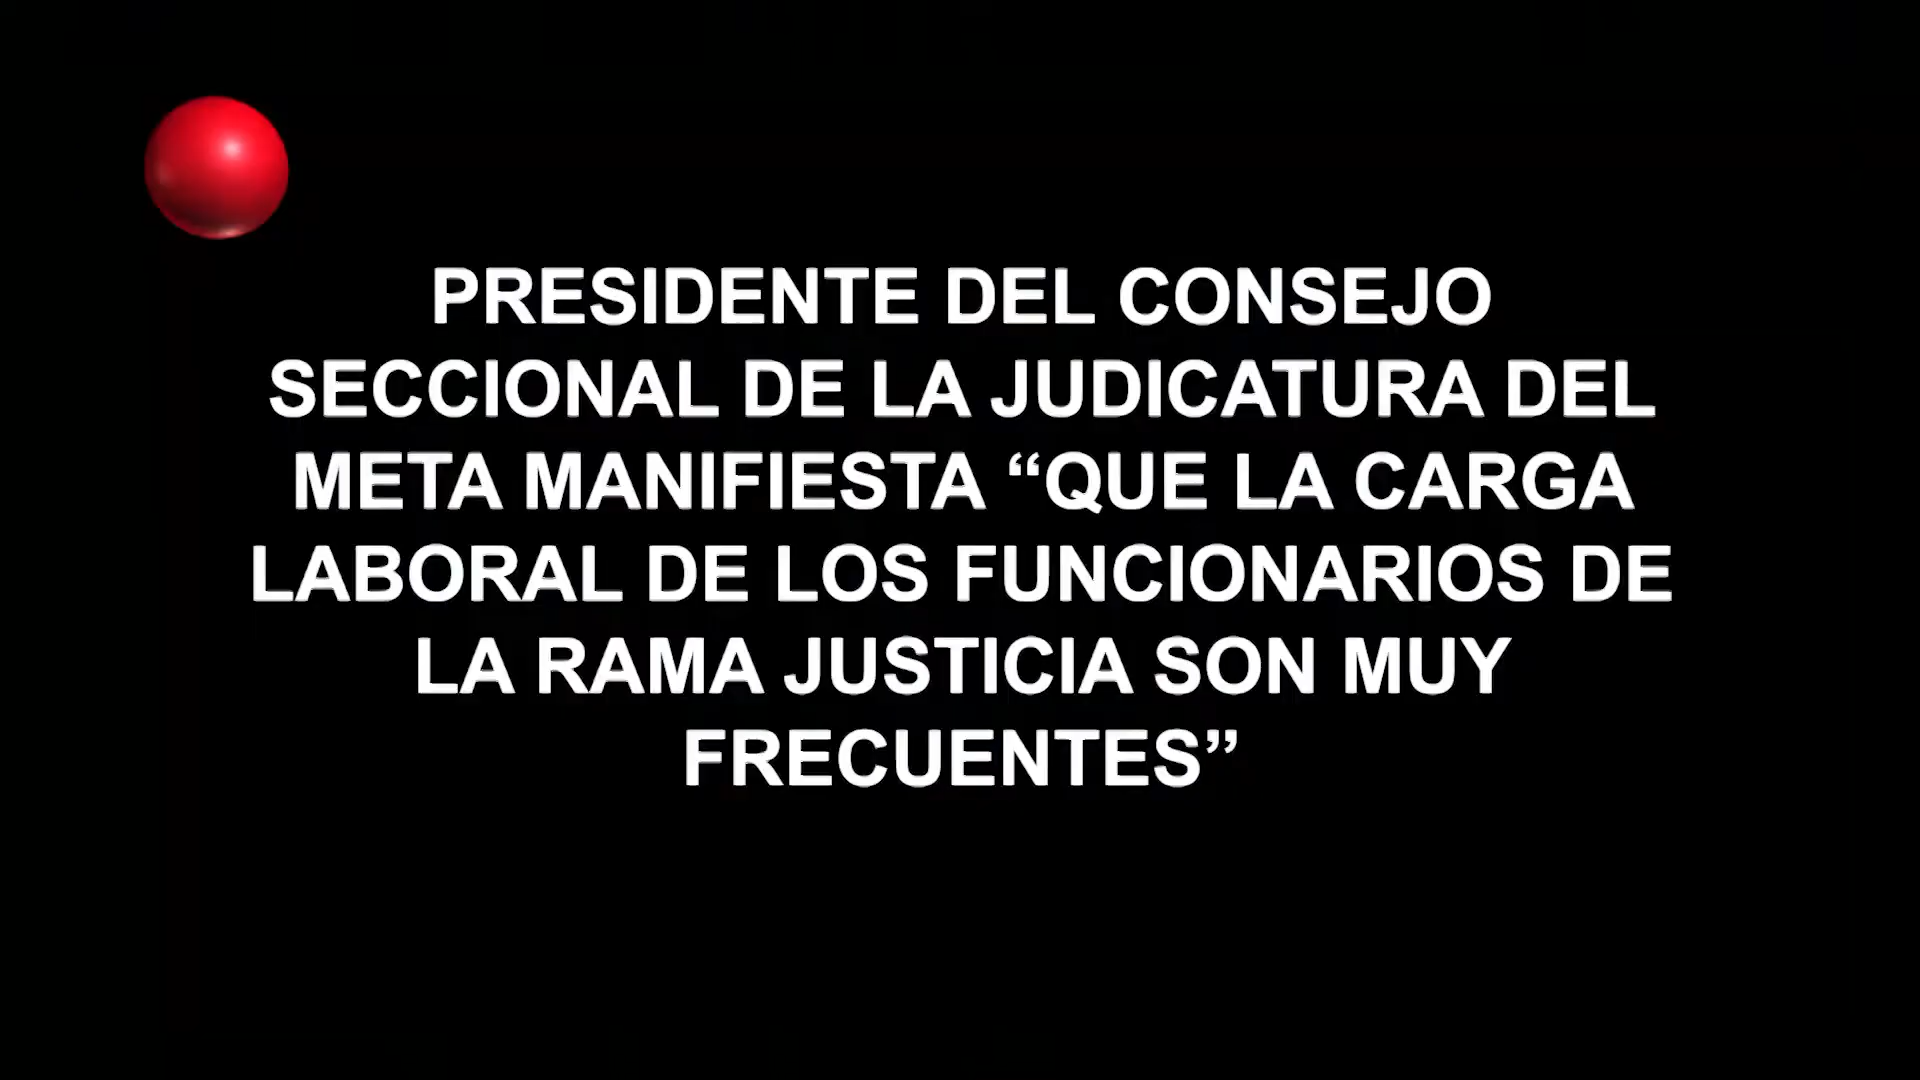 PRESIDENTE DEL CONSEJO
SECCIONAL DE LA JUDICATURA DEL
META MANIFIESTA “QUE LA CARGA
LABORAL DE LOS FUNCIONARIOS DE
LA RAMA JUSTICIA SON MUY
FRECUENTES”